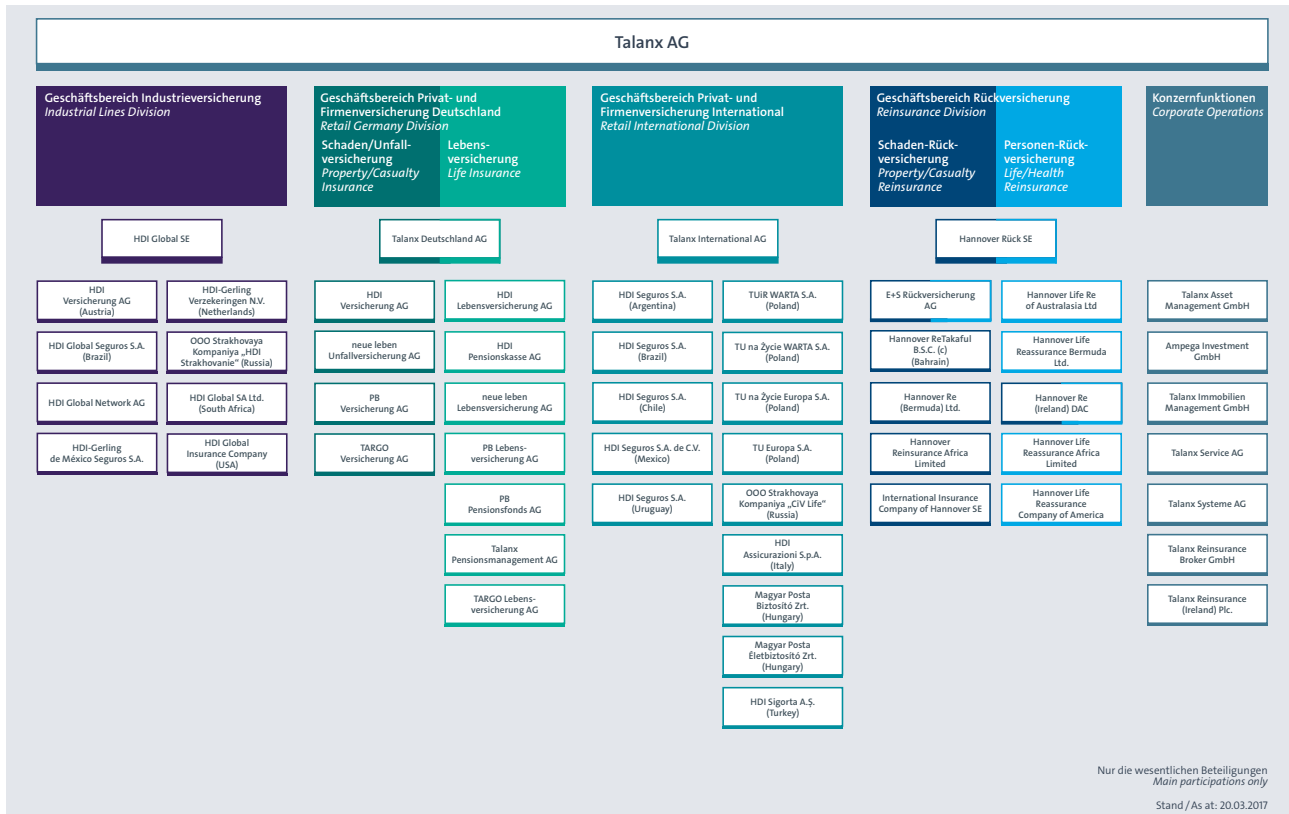 Talanx AG
Geschäftsbereich Industrieversicherung
Industrial Lines Division
Geschäftsbereich Privat- und
Firmenversicherung Deutschland
Retail Germany Division
Schaden/Unfall-
versicherung
Property/Casualty
Insurance
Lebens-
versicherung
Life Insurance
Geschäftsbereich Privat- und
Firmenversicherung International
Retail International Division
Geschäftsbereich Rückversicherung
Reinsurance Division
Schaden-Rück-
versicherung
Property/Casualty
Reinsurance
Personen-Rück-
versicherung
Life/Health
Reinsurance
Konzernfunktionen
Corporate Operations
HDI Global SE
Talanx Deutschland AG
Talanx International AG
Hannover Rück SE
HDI
Versicherung AG
(Austria)
HDI Global Seguros S.A.
(Brazil)
HDI Global Network AG
HDI-Gerling
de México Seguros S.A.
HDI-Gerling
Verzekeringen N.V.
(Netherlands)
OOO Strakhovaya
Kompaniya „HDI
Strakhovanie“ (Russia)
HDI Global SA Ltd.
(South Africa)
HDI Global
Insurance Company
(USA)
HDI
Versicherung AG
neue leben
Unfallversicherung AG
PB
Versicherung AG
TARGO
Versicherung AG
HDI
Lebensversicherung AG
HDI
Pensionskasse AG
neue leben
Lebensversicherung AG
PB Lebens-
versicherung AG
PB
Pensionsfonds AG
Talanx
Pensionsmanagement AG
TARGO Lebens-
versicherung AG
HDI Seguros S.A.
(Argentina)
HDI Seguros S.A.
(Brazil)
HDI Seguros S.A.
(Chile)
HDI Seguros S.A. de C.V.
(Mexico)
HDI Seguros S.A.
(Uruguay)
TUiR WARTA S.A.
(Poland)
TU na Życie WARTA S.A.
(Poland)
TU na Życie Europa S.A.
(Poland)
TU Europa S.A.
(Poland)
OOO Strakhovaya
Kompaniya „CiV Life“
(Russia)
HDI
Assicurazioni S.p.A.
(Italy)
Magyar Posta
Biztosító Zrt.
(Hungary)
Magyar Posta
Életbiztosító Zrt.
(Hungary)
HDI Sigorta A.Ş.
(Turkey)
E+S Rückversicherung
AG
Hannover ReTakaful
B.S.C. (c)
(Bahrain)
Hannover Re
(Bermuda) Ltd.
Hannover
Reinsurance Africa
Limited
International Insurance
Company of Hannover SE
Hannover Life Re
of Australasia Ltd
Hannover Life
Reassurance Bermuda
Ltd.
Hannover Re
(Ireland) DAC
Hannover Life
Reassurance Africa
Limited
Hannover Life
Reassurance
Company of America
Talanx Asset
Management GmbH
Ampega Investment
GmbH
Talanx Immobilien
Management GmbH
Talanx Service AG
Talanx Systeme AG
Talanx Reinsurance
Broker GmbH
Talanx Reinsurance
(Ireland) Plc.
Nur die wesentlichen Beteiligungen
Main participations only
Stand / As at: 20.03.2017